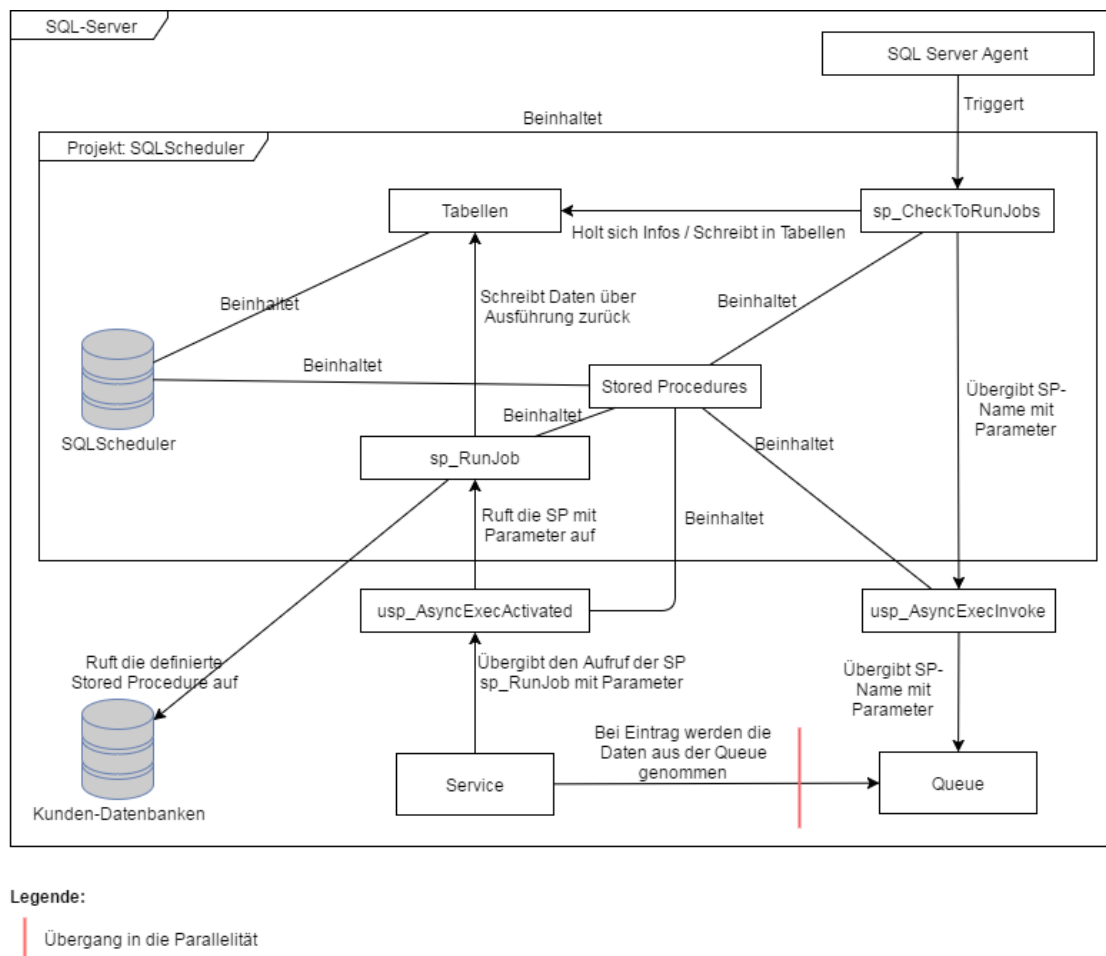 SQL-Server
SQL Server Agent
Triggert
Beinhaltet
Projekt: SQLScheduler
Tabellen
sp_CheckToRunJobs
Holt sich Infos / Schreibt in Tabellen
Beinhaltet
Schreibt Daten über
Ausführung zurück
Beinhaltet
Beinhaltet
Stored Procedures
SQLScheduler
Beinhaltet
Übergibt SP-
Name mit
Parameter
sp_RunJob
Beinhaltet
Ruft die SP mit
Parameter auf
Beinhaltet
usp_AsyncExecActivated
usp_AsyncExecInvoke
Ruft die definierte
Stored Procedure auf
Übergibt den Aufruf der SP
sp_RunJob mit Parameter
Übergibt SP-
Name mit
Parameter
Bei Eintrag werden die
Daten aus der Queue
genommen
Service
Queue
Kunden-Datenbanken
Legende:
Übergang in die Parallelität